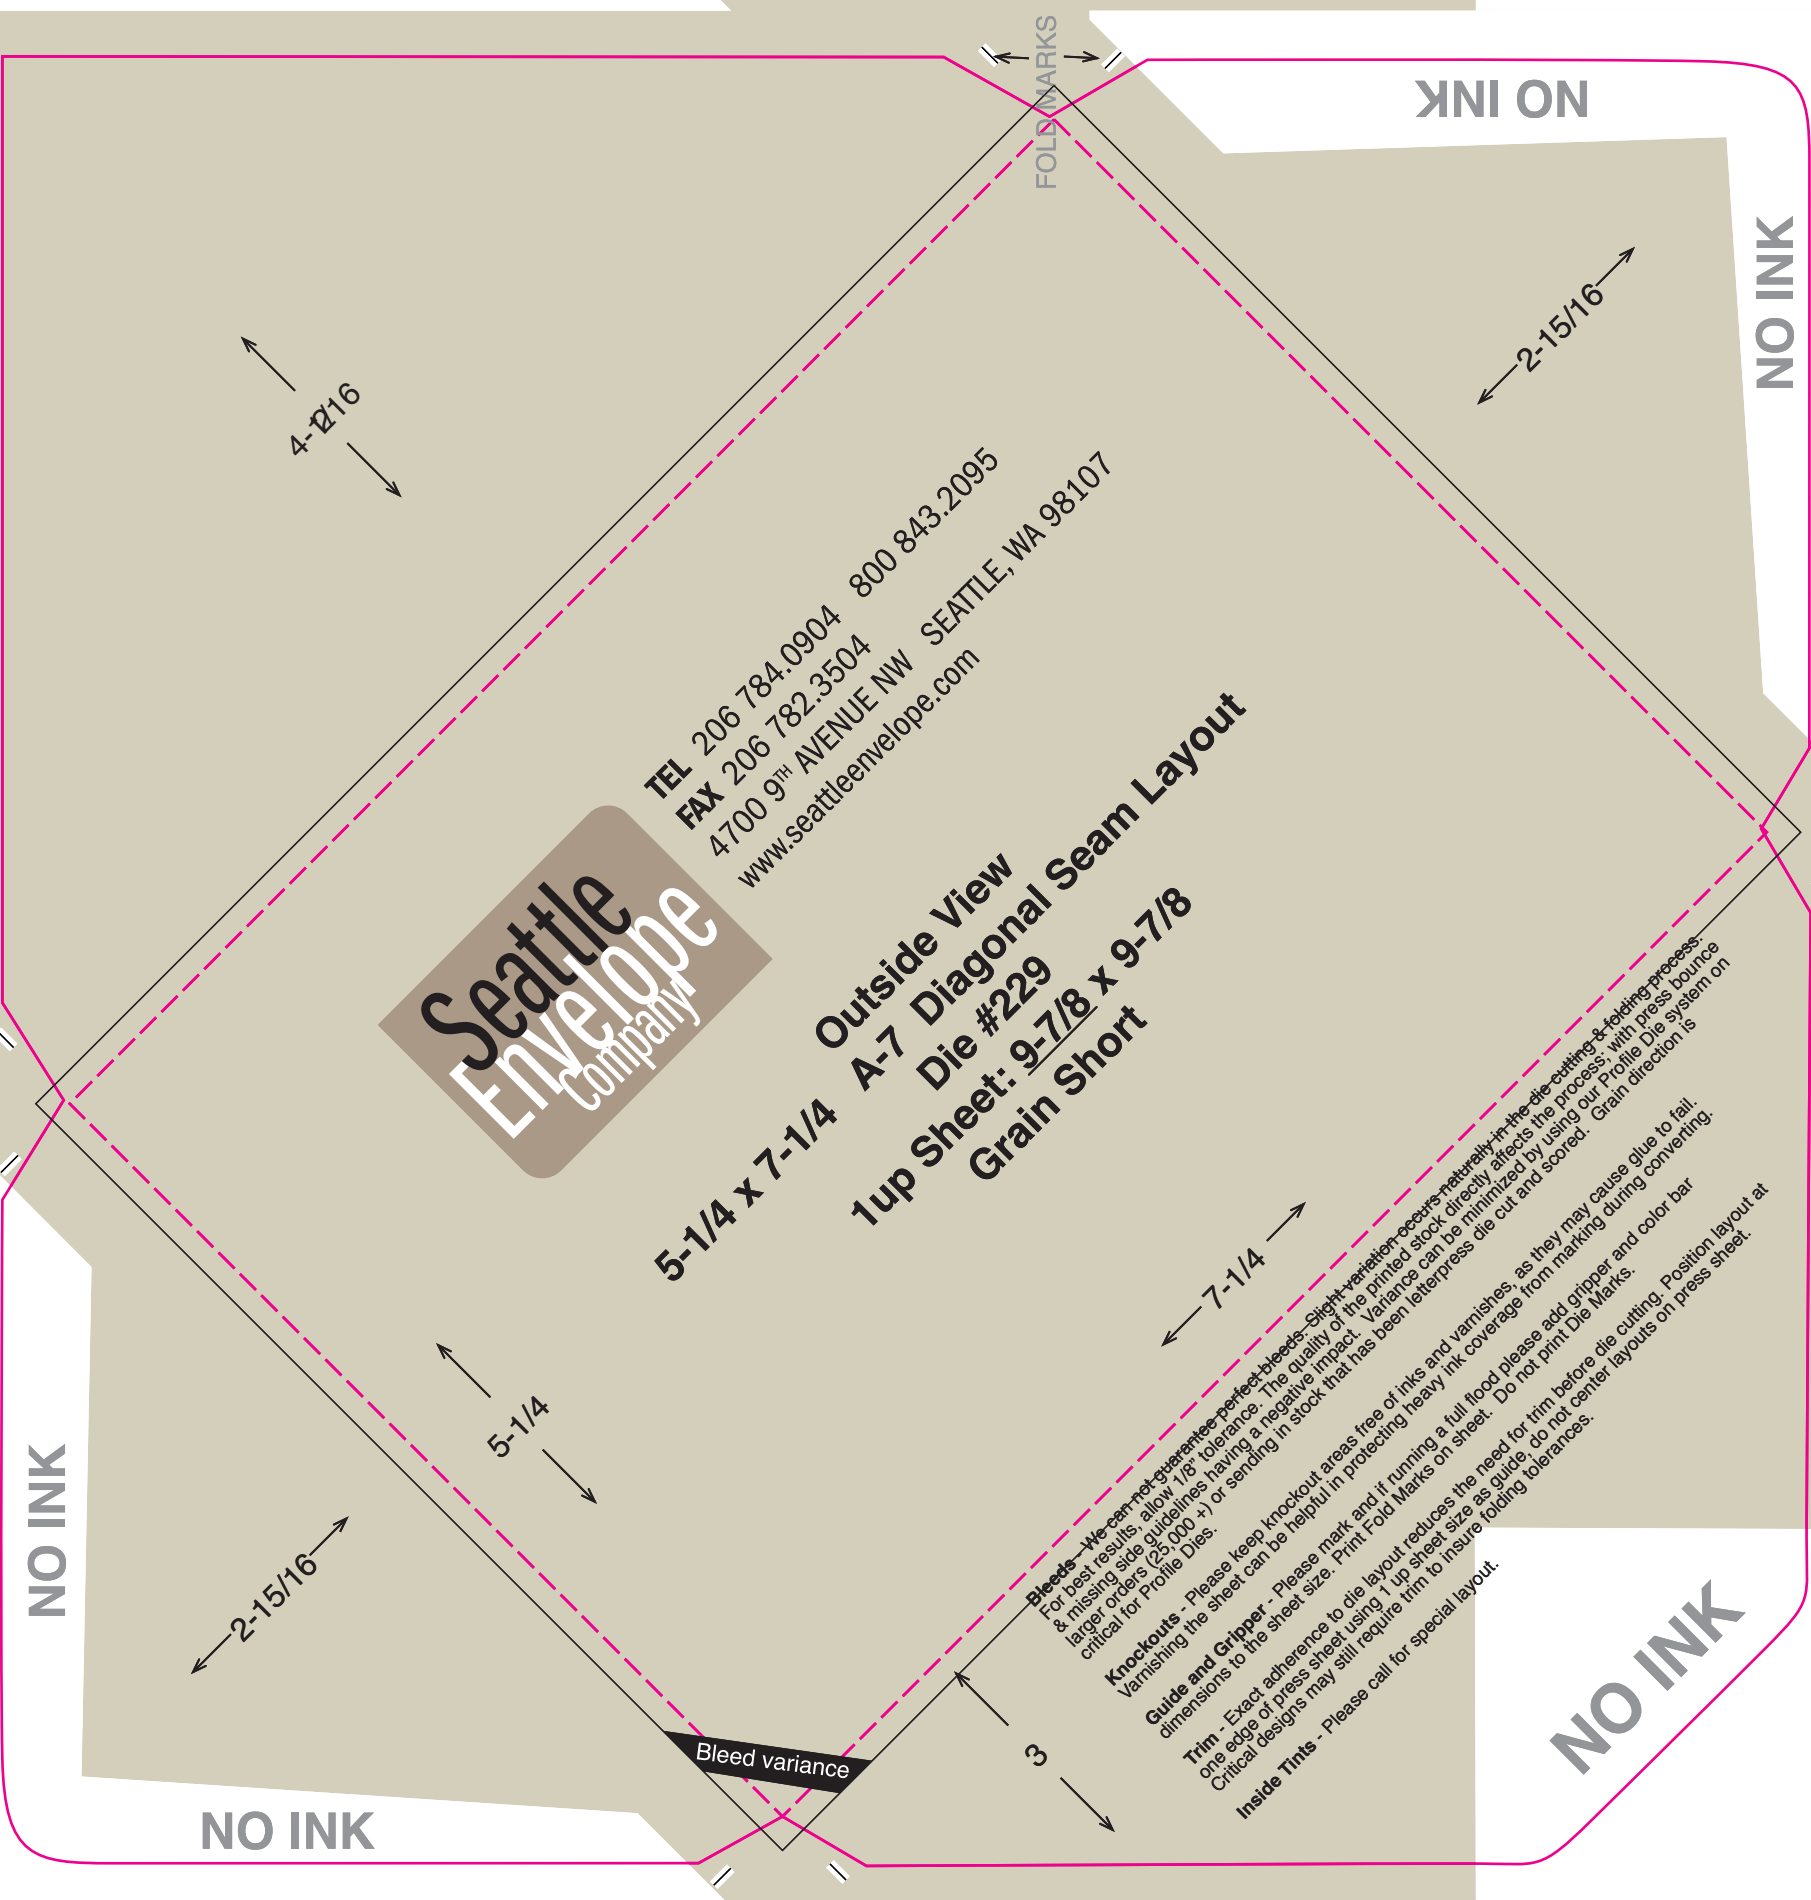 FOLD MARKS
NO INK
NO INK
2-15/16
TEL 206 784.0904 800 843.2095
FAX 206 782.3504
4700 9TH AVENUE NW SEATTLE, WA 98107
www.seattleenvelope.com
Seattle
Envelope
Company
Outside View
5-1/4 x 7-1/4 A-7 Diagonal Seam Layout
Die #229
1up Sheet: 9-7/8 x 9-7/8
Grain Short
7-1/4
5-1/4
2-15/16
NO INK
NO INK
Bleed variance
3
Bleeds - We can not guarantee perfect bleeds. Slight variation occurs naturally in the die cutting & folding process.
For best results, allow 1/8" tolerance. The quality of the printed stock directly affects the process; with press bounce
& missing side guidelines having a negative impact. Variance can be minimized by using our Profile Die system on
larger orders (25,000 +) or sending in stock that has been letterpress die cut and scored. Grain direction is
critical for Profile Dies.
Knockouts - Please keep knockout areas free of inks and varnishes, as they may cause glue to fail.
Varnishing the sheet can be helpful in protecting heavy ink coverage from marking during converting.
Guide and Gripper - Please mark and if running a full flood please add gripper and color bar
dimensions to the sheet size. Print Fold Marks on sheet. Do not print Die Marks.
Trim - Exact adherence to die layout reduces the need for trim before die cutting. Position layout at
one edge of press sheet using 1 up sheet size as guide, do not center layouts on press sheet.
Critical designs may still require trim to insure folding tolerances.
Inside Tints - Please call for special layout.
NO INK